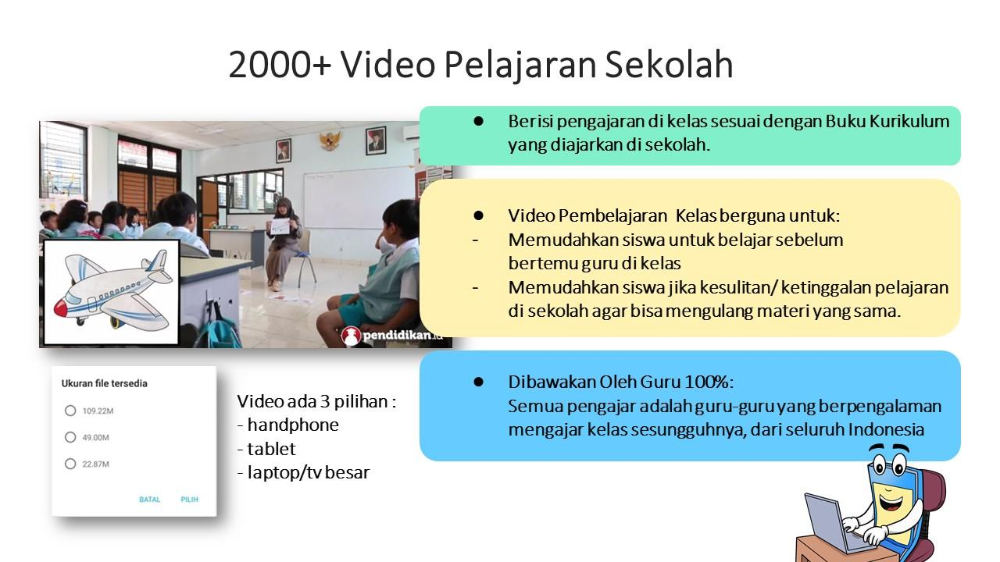 2000+ Video Pelajaran Sekolah
● Berisi pengajaran di kelas sesuai dengan Buku Kurikulum
yang diajarkan di sekolah.
● Video Pembelajaran Kelas berguna untuk:
- Memudahkan siswa untuk belajar sebelum
bertemu guru di kelas
- Memudahkan siswa jika kesulitan/ ketinggalan pelajaran
di sekolah agar bisa mengulang materi yang sama.
pendidikan.id
● Dibawakan Oleh Guru 100%:
Semua pengajar adalah guru-guru yang berpengalaman
mengajar kelas sesungguhnya, dari seluruh Indonesia
Ukuran file tersedia
109.22M
49.00M
22.87M
BATAL PILIH
Video ada 3 pilihan :
- handphone
- tablet
- laptop/tv besar